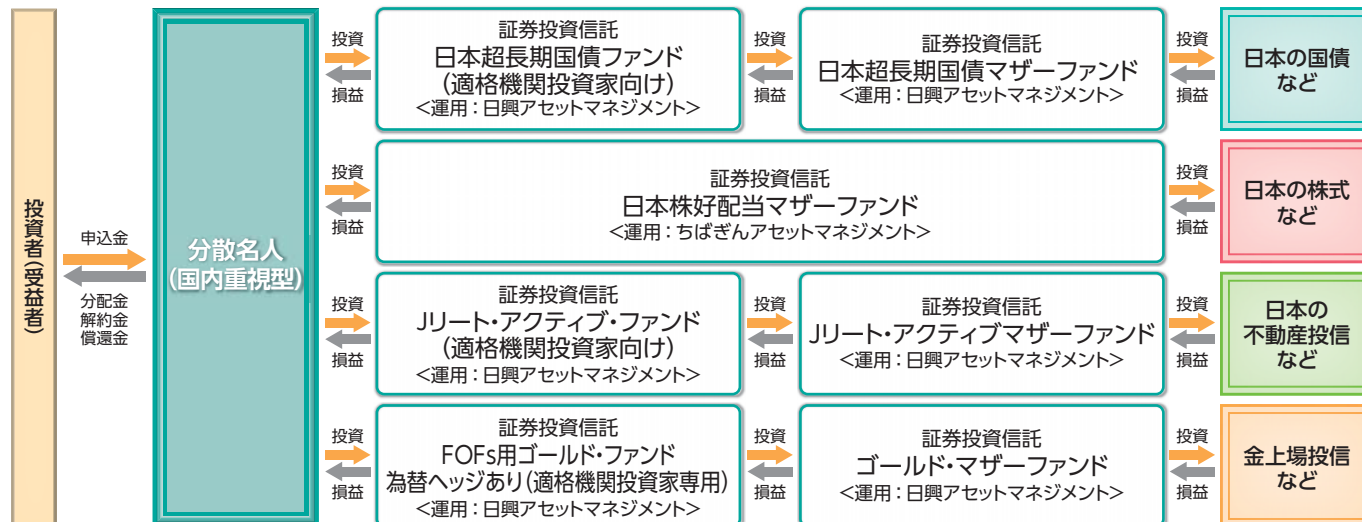 投資者（受益者）
申込金
分配金
解約金
償還金
分散名人
（国内重視型）
投資
損益
証券投資信託
日本超長期国債ファンド
（適格機関投資家向け）
<運用：日興アセットマネジメント>
投資
損益
証券投資信託
日本超長期国債マザーファンド
<運用：日興アセットマネジメント>
投資
損益
日本の国債
など
投資
損益
証券投資信託
日本株好配当マザーファンド
<運用：ちばぎんアセットマネジメント>
投資
損益
日本の株式
など
投資
損益
証券投資信託
Jリート・アクティブ・ファンド
（適格機関投資家向け）
<運用：日興アセットマネジメント>
投資
損益
証券投資信託
Jリート・アクティブマザーファンド
<運用：日興アセットマネジメント>
投資
損益
日本の
不動産投信
など
投資
損益
証券投資信託
FOFs用ゴールド・ファンド
為替ヘッジあり（適格機関投資家専用）
<運用：日興アセットマネジメント>
投資
損益
証券投資信託
ゴールド・マザーファンド
<運用：日興アセットマネジメント>
投資
損益
金上場投信
など